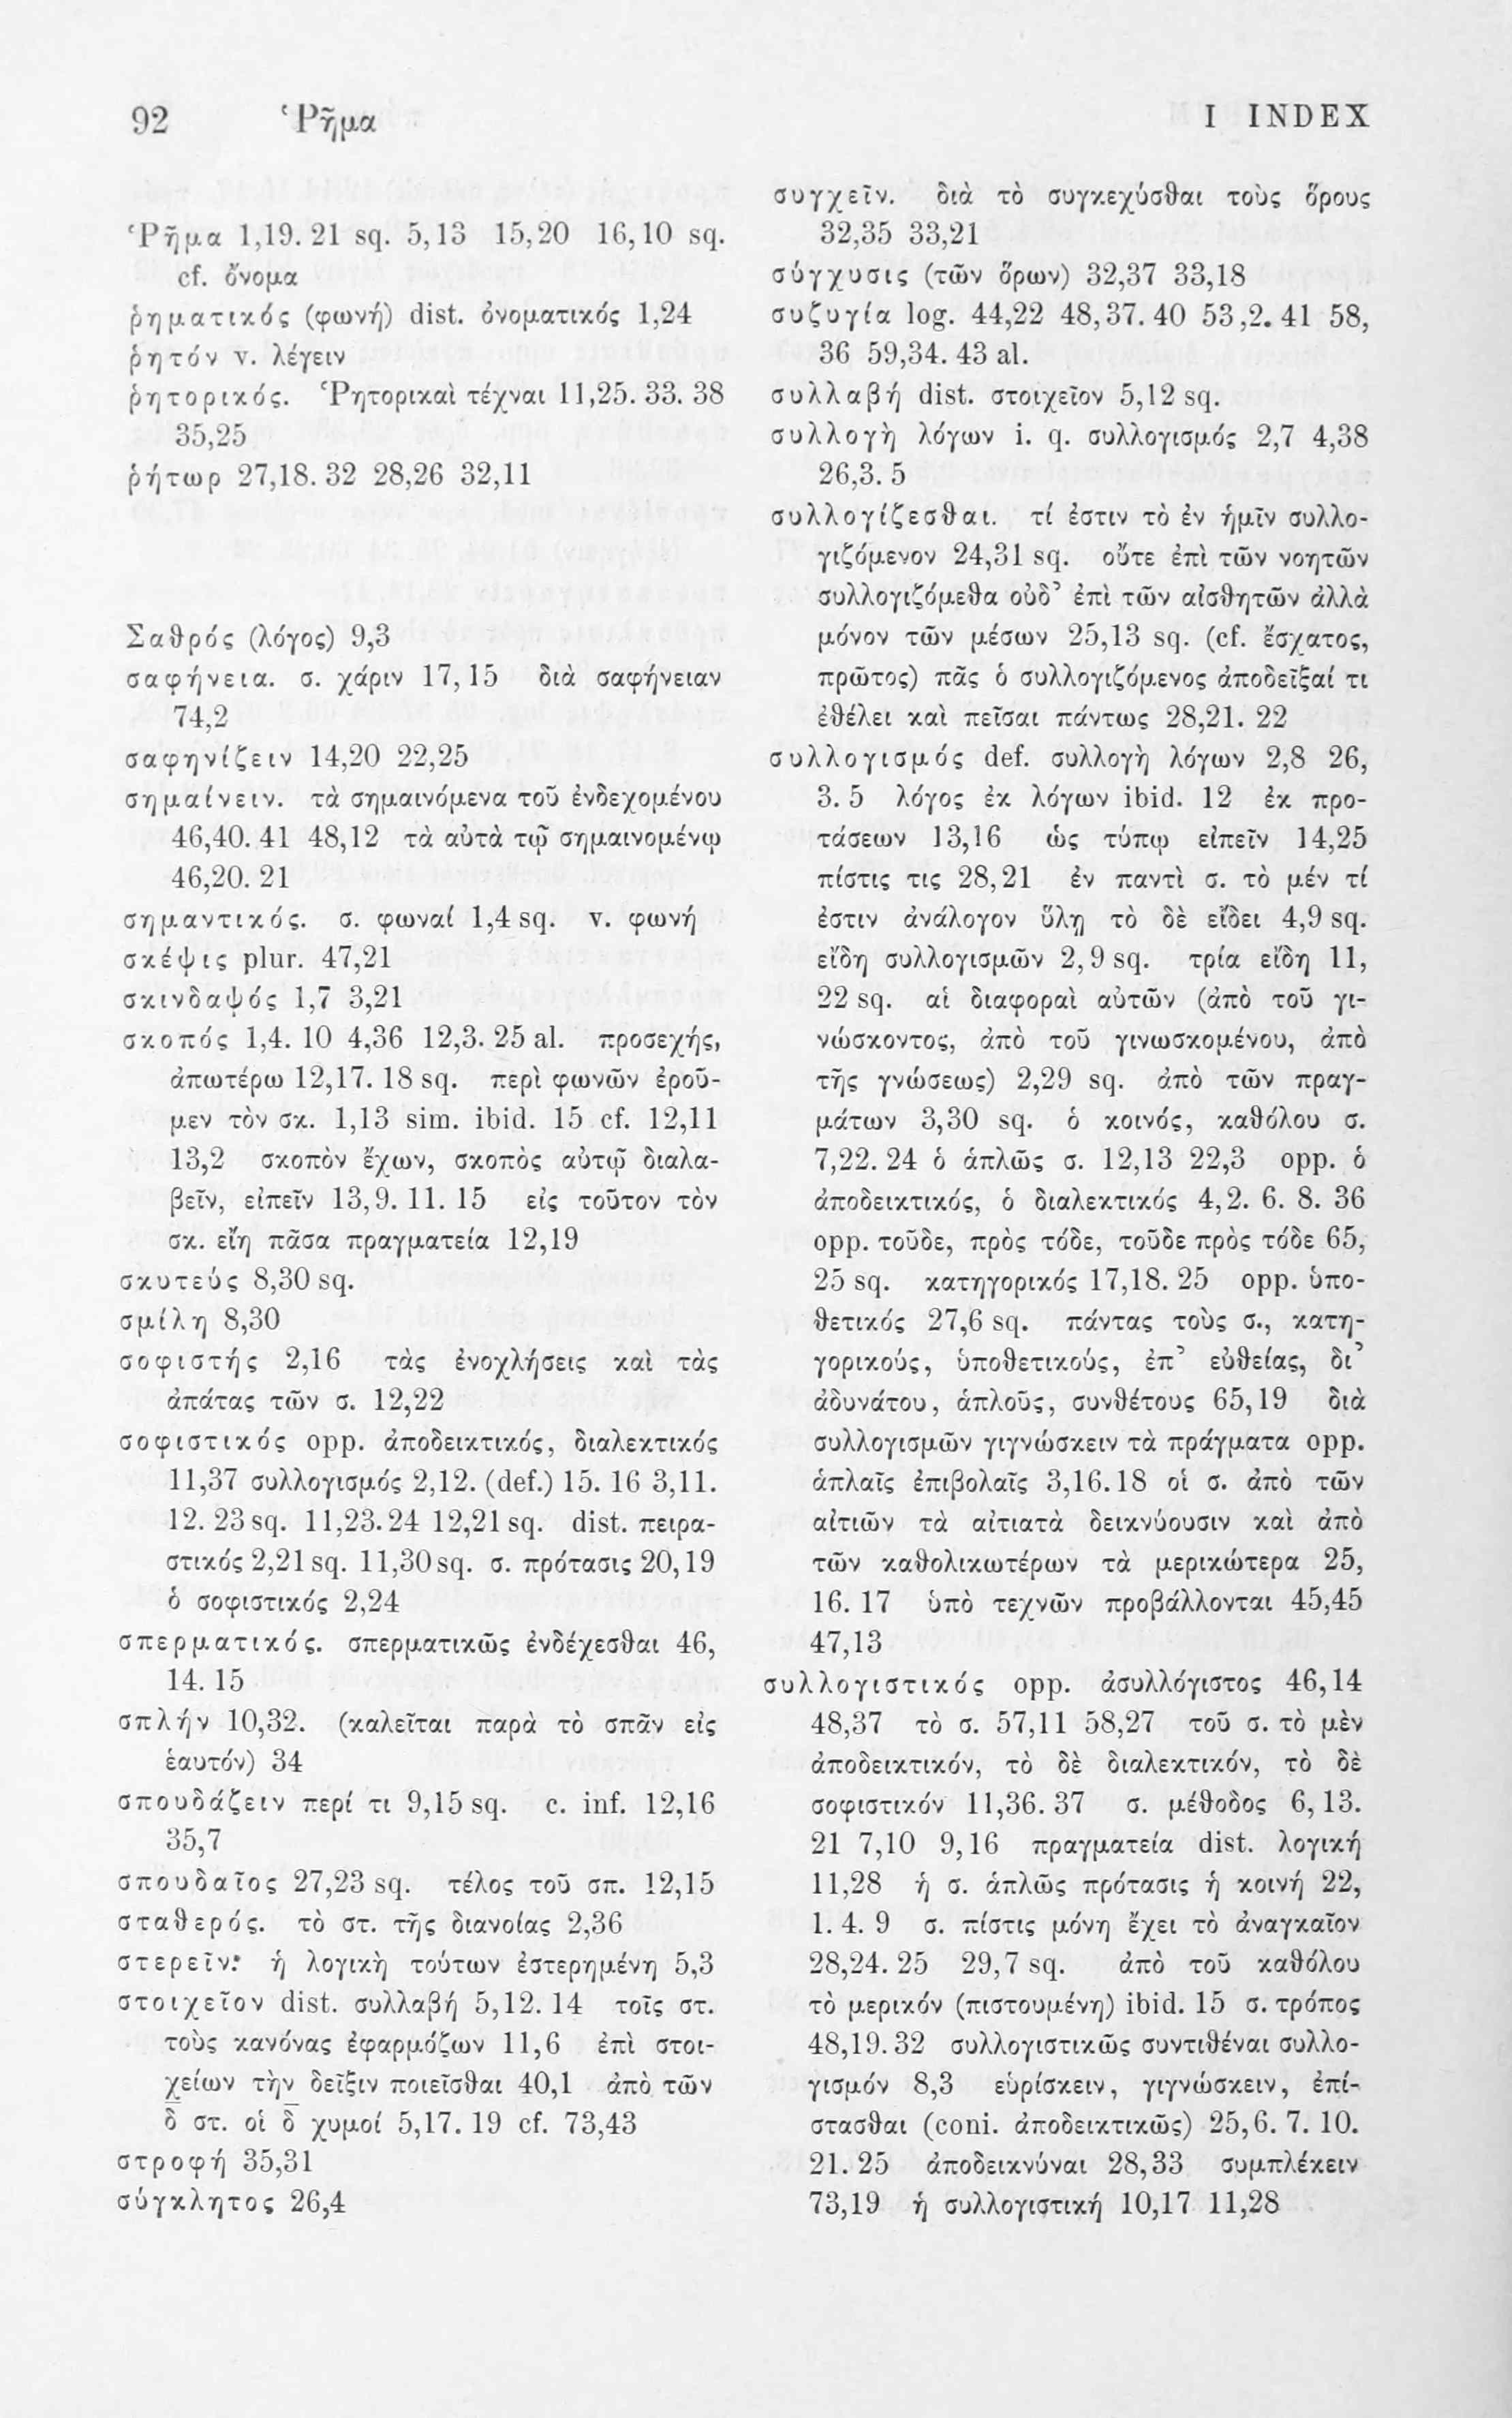 92 Ῥῆμα I INDEX
Ῥῆμα 1,19. 21 sq. 5,13 15,20 16,10 sq.
cf. ὄνομα
ῥηματικός (φωνή) dist. ὀνοματικός 1,24
ῥητόν v. λέγειν
ῥητορικός. Ῥητορικαὶ τέχναι 11,25. 33. 38
35,25
ῥήτωρ 27,18. 32 28,26 32,11
Σαθρός (λόγος) 9,3
σαφήνεια. σ. χάριν 17,15 διὰ σαφήνειαν
74,2
σαφηνίζειν 14,20 22,25
σημαίνειν. τὰ σημαινόμενα τοῦ ἐνδεχομένου
46,40. 41 48,12 τὰ αὐτὰ τῷ σημαινομένῳ
46,20. 21
σημαντικός. σ. φωναί 1,4 sq. v. φωνή
σκέψις plur. 47,21
σκινδαψός 1,7 3,21
σκοπός 1,4. 10 4,36 12,3. 25 al. προσεχής,
ἀπωτέρω 12,17. 18 sq. περὶ φωνῶν ἐροῦ-
μεν τὸν σκ. 1,13 sim. ibid. 15 cf. 12,11
13,2 σκοπὸν ἔχων, σκοπὸς αὐτῷ διαλα-
βεῖν, εἰπεῖν 13,9. 11. 15 εἰς τοῦτον τὸν
σκ. εἴη πᾶσα πραγματεία 12,19
σκυτεύς 8,30 sq.
σμίλη 8,30
σοφιστής 2,16 τὰς ἐνοχλήσεις καὶ τὰς
ἀπάτας τῶν σ. 12,22
σοφιστικός opp. ἀποδεικτικός, διαλεκτικός
11,37 συλλογισμός 2,12. (def.) 15. 16 3,11.
12. 23 sq. 11,23. 24 12,21 sq. dist. πειρα-
στικός 2,21 sq. 11,30 sq. σ. πρότασις 20,19
ὁ σοφιστικός 2,24
σπερματικός. σπερματικῶς ἐνδέχεσθαι 46,
14. 15
σπλήν 10,32. (καλεῖται παρὰ τὸ σπᾶν εἰς
ἑαυτόν) 34
σπουδάζειν περί τι 9,15 sq. c. inf. 12,16
35,7
σπουδαῖος 27,23 sq. τέλος τοῦ σπ. 12,15
σταθερός. τὸ στ. τῆς διανοίας 2,36
στερεῖν· ἡ λογικὴ τούτων ἐστερημένη 5,3
στοιχεῖον dist. συλλαβή 5,12. 14 τοῖς στ.
τοὺς κανόνας ἐφαρμόζων 11,6 ἐπὶ στοι-
χείων τὴν δεῖξιν ποιεῖσθαι 40,1 ἀπὸ τῶν
δ̅ στ. οἱ δ̅ χυμοί 5,17. 19 cf. 73,43
στροφή 35,31
σύγκλητος 26,4
συγχεῖν. διὰ τὸ συγκεχύσθαι τοὺς ὅρους
32,35 33,21
σύγχυσις (τῶν ὅρων) 32,37 33,18
συζυγία log. 44,22 48,37. 40 53,2. 41 58,
36 59,34. 43 al.
συλλαβή dist. στοιχεῖον 5,12 sq.
συλλογὴ λόγων i. q. συλλογισμός 2,7 4,38
26,3. 5
συλλογίζεσθαι. τί ἐστιν τὸ ἐν ἡμῖν συλλο-
γιζόμενον 24,31 sq. οὔτε ἐπὶ τῶν νοητῶν
συλλογιζόμεθα οὐδ᾽ ἐπὶ τῶν αἰσθητῶν ἀλλὰ
μόνον τῶν μέσων 25,13 sq. (cf. ἔσχατος,
πρῶτος) πᾶς ὁ συλλογιζόμενος ἀποδεῖξαί τι
ἐθέλει καὶ πεῖσαι πάντως 28,21. 22
συλλογισμός def. συλλογὴ λόγων 2,8 26,
3. 5 λόγος ἐκ λόγων ibid. 12 ἐκ προ-
τάσεων 13,16 ὡς τύπῳ εἰπεῖν 14,25
πίστις τις 28,21 ἐν παντὶ σ. τὸ μέν τί
ἐστιν ἀνάλογον ὕλῃ τὸ δὲ εἴδει 4,9 sq.
εἴδη συλλογισμῶν 2,9 sq. τρία εἴδη 11,
22 sq. αἱ διαφοραὶ αὐτῶν (ἀπὸ τοῦ γι-
νώσκοντος, ἀπὸ τοῦ γινωσκομένου, ἀπὸ
τῆς γνώσεως) 2,29 sq. ἀπὸ τῶν πραγ-
μάτων 3,30 sq. ὁ κοινός, καθόλου σ.
7,22. 24 ὁ ἁπλῶς σ. 12,13 22,3 opp. ὁ
ἀποδεικτικός, ὁ διαλεκτικός 4,2. 6. 8. 36
opp. τοῦδε, πρὸς τόδε, τοῦδε πρὸς τόδε 65,
25 sq. κατηγορικός 17,18. 25 opp. ὑπο-
θετικός 27,6 sq. πάντας τοὺς σ., κατη-
γορικούς, ὑποθετικούς, ἐπ᾽ εὐθείας, δι᾽
ἀδυνάτου, ἁπλοῦς, συνθέτους 65,19 διὰ
συλλογισμῶν γιγνώσκειν τὰ πράγματα opp.
ἁπλαῖς ἐπιβολαῖς 3,16. 18 οἱ σ. ἀπὸ τῶν
αἰτιῶν τὰ αἰτιατὰ δεικνύουσιν καὶ ἀπὸ
τῶν καθολικωτέρων τὰ μερικώτερα 25,
16. 17 ὑπὸ τεχνῶν προβάλλονται 45,45
47,13
συλλογιστικός opp. ἀσυλλόγιστος 46,14
48,37 τὸ σ. 57,11 58,27 τοῦ σ. τὸ μὲν
ἀποδεικτικόν, τὸ δὲ διαλεκτικόν, τὸ δὲ
σοφιστικόν 11,36. 37 σ. μέθοδος 6,13.
21 7,10 9,16 πραγματεία dist. λογική
11,28 ἡ σ. ἁπλῶς πρότασις ἡ κοινή 22,
1. 4. 9 σ. πίστις μόνη ἔχει τὸ ἀναγκαῖον
28,24. 25 29,7 sq. ἀπὸ τοῦ καθόλου
τὸ μερικόν (πιστουμένη) ibid. 15 σ. τρόπος
48,19. 32 συλλογιστικῶς συντιθέναι συλλο-
γισμόν 8,3 εὑρίσκειν, γιγνώσκειν, ἐπί-
στασθαι (coni. ἀποδεικτικῶς) 25,6. 7. 10.
21. 25 ἀποδεικνύναι 28,33 συμπλέκειν
73,19 ἡ συλλογιστική 10,17 11,28